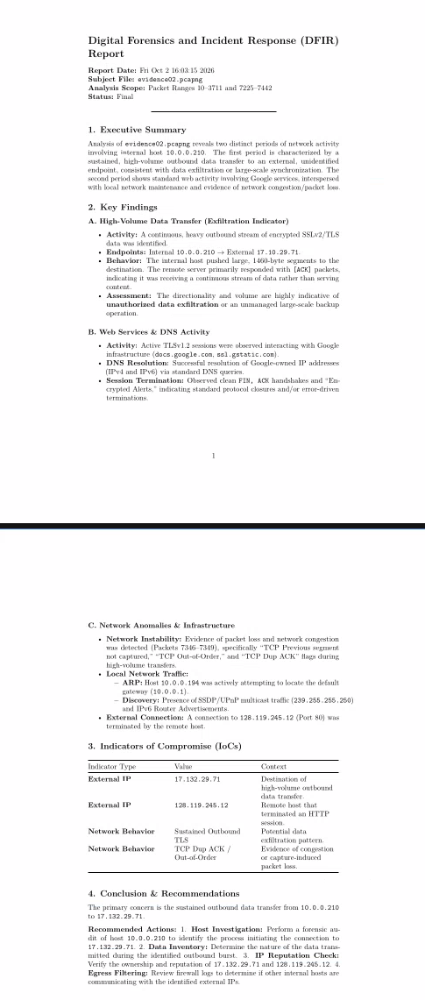 Digital Forensics and Incident Response (DFIR)
Report
Report Date: Fri Oct 2 16:03:15 2026
Subject File: evidence02.pcapng
Analysis Scope: Packet Ranges 10–3711 and 7225–7442
Status: Final
1. Executive Summary
Analysis of evidence02.pcapng reveals two distinct periods of network activity
involving internal host 10.0.0.210. The first period is characterized by a
sustained, high-volume outbound data transfer to an external, unidentified
endpoint, consistent with data exfiltration or large-scale synchronization. The
second period shows standard web activity involving Google services, interspersed
with local network maintenance and evidence of network congestion/packet loss.
2. Key Findings
A. High-Volume Data Transfer (Exfiltration Indicator)
• Activity: A continuous, heavy outbound stream of encrypted SSLv2/TLS
data was identified.
• Endpoints: Internal 10.0.0.210 → External 17.10.29.71.
• Behavior: The internal host pushed large, 1460-byte segments to the
destination. The remote server primarily responded with [ACK] packets,
indicating it was receiving a continuous stream of data rather than serving
content.
• Assessment: The directionality and volume are highly indicative of
unauthorized data exfiltration or an unmanaged large-scale backup
operation.
B. Web Services & DNS Activity
• Activity: Active TLSv1.2 sessions were observed interacting with Google
infrastructure (docs.google.com, ssl.gstatic.com).
• DNS Resolution: Successful resolution of Google-owned IP addresses
(IPv4 and IPv6) via standard DNS queries.
• Session Termination: Observed clean FIN, ACK handshakes and “En-
crypted Alerts,” indicating standard protocol closures and/or error-driven
terminations.
1
C. Network Anomalies & Infrastructure
• Network Instability: Evidence of packet loss and network congestion
was detected (Packets 7346–7349), specifically “TCP Previous segment
not captured,” “TCP Out-of-Order,” and “TCP Dup ACK” flags during
high-volume transfers.
• Local Network Traffic:
– ARP: Host 10.0.0.194 was actively attempting to locate the default
gateway (10.0.0.1).
– Discovery: Presence of SSDP/UPnP multicast traffic (239.255.255.250)
and IPv6 Router Advertisements.
• External Connection: A connection to 128.119.245.12 (Port 80) was
terminated by the remote host.
3. Indicators of Compromise (IoCs)
Indicator Type Value Context
External IP 17.132.29.71 Destination of
high-volume outbound
data transfer.
External IP 128.119.245.12 Remote host that
terminated an HTTP
session.
Network Behavior Sustained Outbound Potential data
TLS exfiltration pattern.
Network Behavior TCP Dup ACK / Evidence of congestion
Out-of-Order or capture-induced
packet loss.
4. Conclusion & Recommendations
The primary concern is the sustained outbound data transfer from 10.0.0.210
to 17.132.29.71.
Recommended Actions: 1. Host Investigation: Perform a forensic au-
dit of host 10.0.0.210 to identify the process initiating the connection to
17.132.29.71. 2. Data Inventory: Determine the nature of the data trans-
mitted during the identified outbound burst. 3. IP Reputation Check:
Verify the ownership and reputation of 17.132.29.71 and 128.119.245.12. 4.
Egress Filtering: Review firewall logs to determine if other internal hosts are
communicating with the identified external IPs.